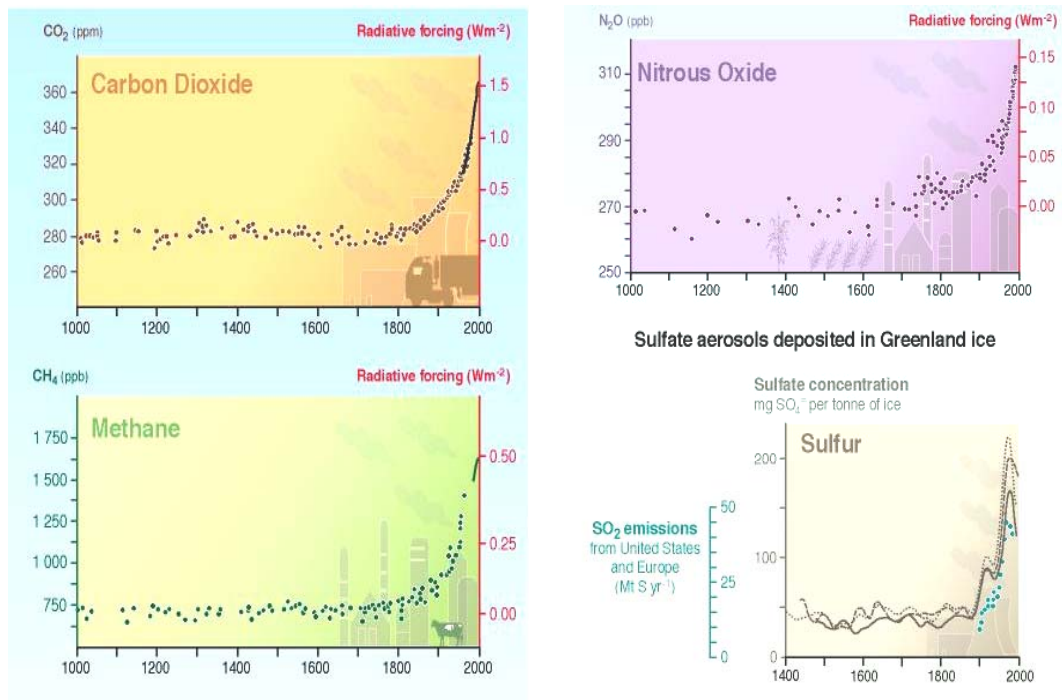 CO₂ (ppm) Radiative forcing (Wm⁻²)
Carbon Dioxide
360
340
320
300
280
260
1.5
1.0
0.5
0.0
1000 1200 1400 1600 1800 2000
CH₄ (ppb) Radiative forcing (Wm⁻²)
Methane
1 750
1 500
1 250
1 000
750
0.50
0.25
0.00
1000 1200 1400 1600 1800 2000
N₂O (ppb) Radiative forcing (Wm⁻²)
Nitrous Oxide
310
290
270
250
0.15
0.10
0.05
0.00
1000 1200 1400 1600 1800 2000
Sulfate aerosols deposited in Greenland ice
Sulfate concentration
mg SO₄⁼ per tonne of ice
Sulfur
200
100
0
SO₂ emissions
from United States
and Europe
(Mt S yr⁻¹)
50
25
0
1400 1600 1800 2000